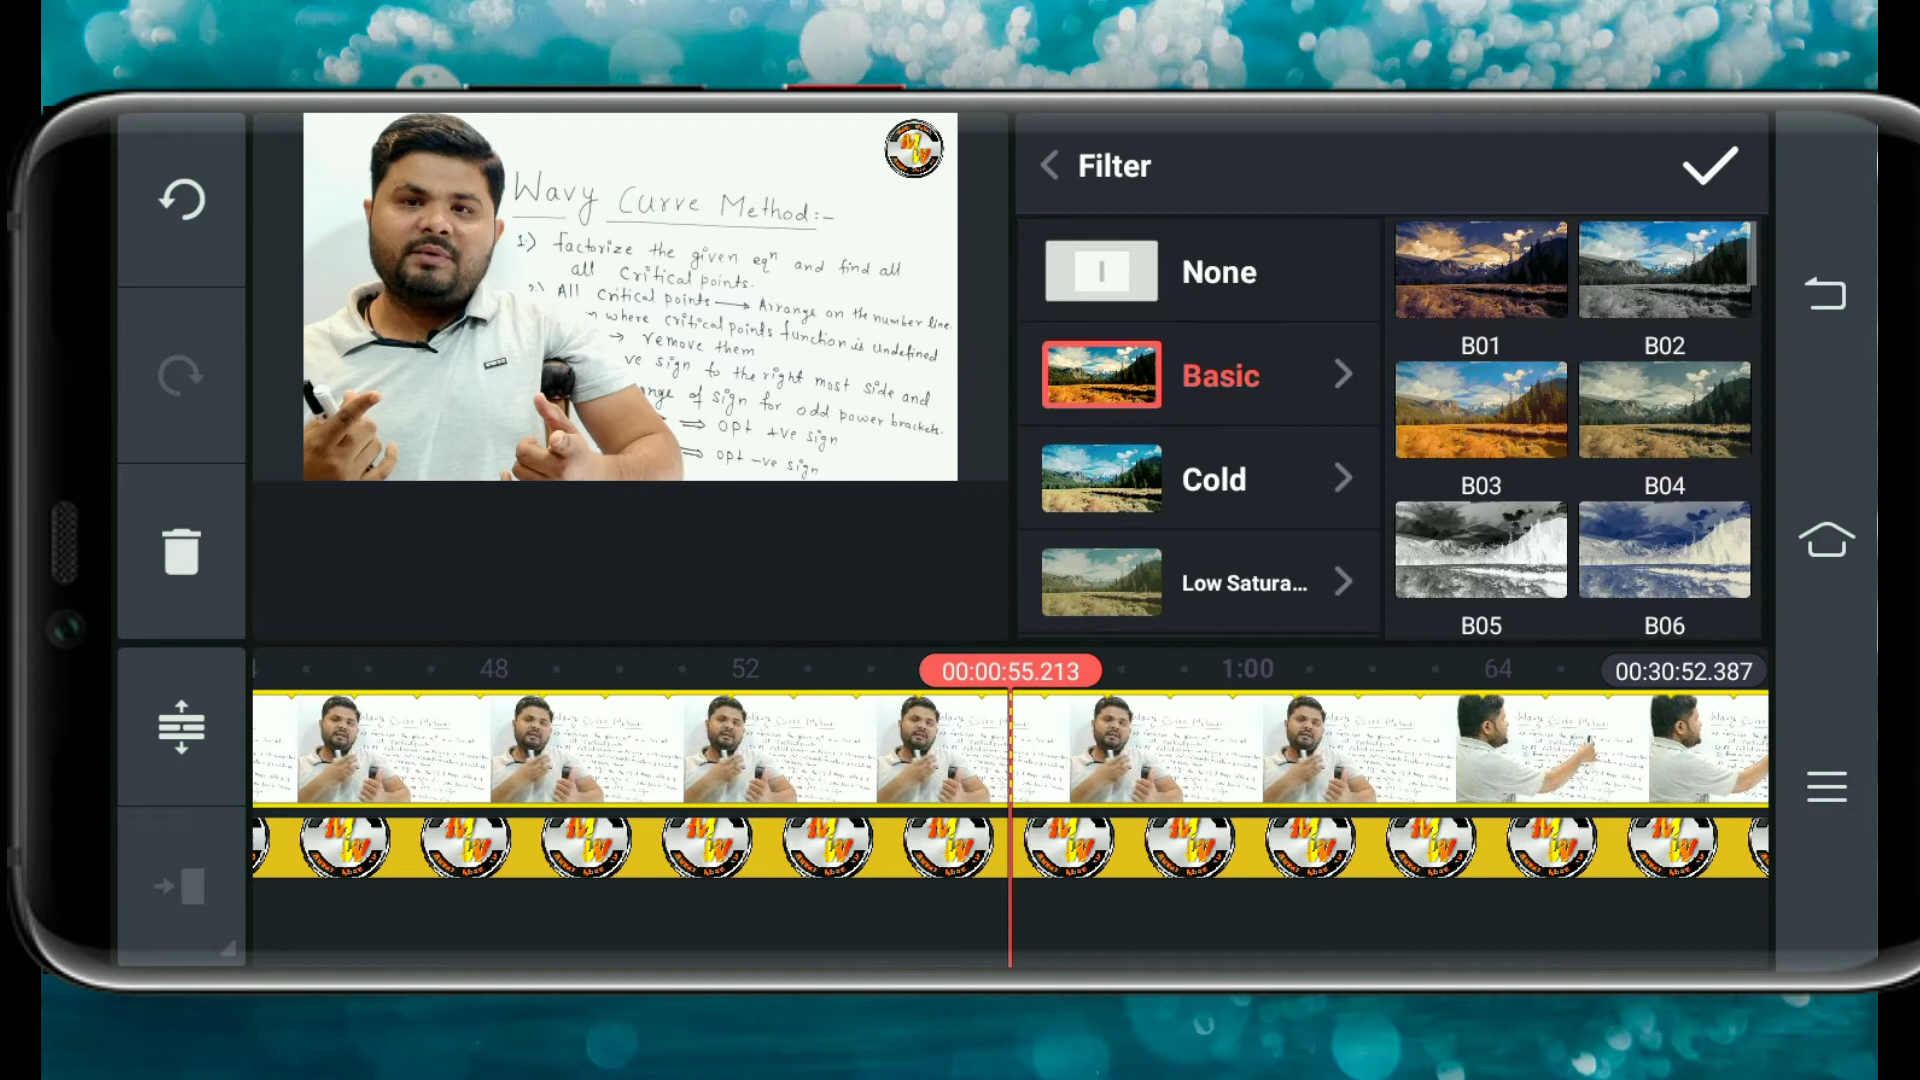 Wavy Curve Method:-
1.) factorize the given eqn and find all
all Critical points.
2.) All Critical points → Arrange on the number line.
n where critical points function is undefined
→ remove them
ve sign to the right most side and
nge of sign for odd power brackets.
⇒ opt +ve sign
⇒ opt -ve sign
MW
Filter
None
Basic
Cold
Low Satura...
B01
B02
B03
B04
B05
B06
48
52
00:00:55.213
1:00
64
00:30:52.387